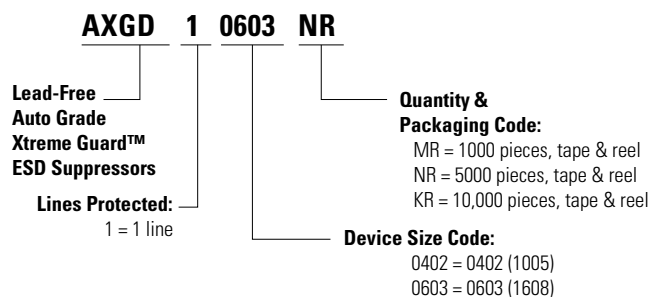 AXGD 1 0603 NR
Lead-Free
Auto Grade
Xtreme Guard™
ESD Suppressors
Lines Protected:
1 = 1 line
Quantity &
Packaging Code:
MR = 1000 pieces, tape & reel
NR = 5000 pieces, tape & reel
KR = 10,000 pieces, tape & reel
Device Size Code:
0402 = 0402 (1005)
0603 = 0603 (1608)